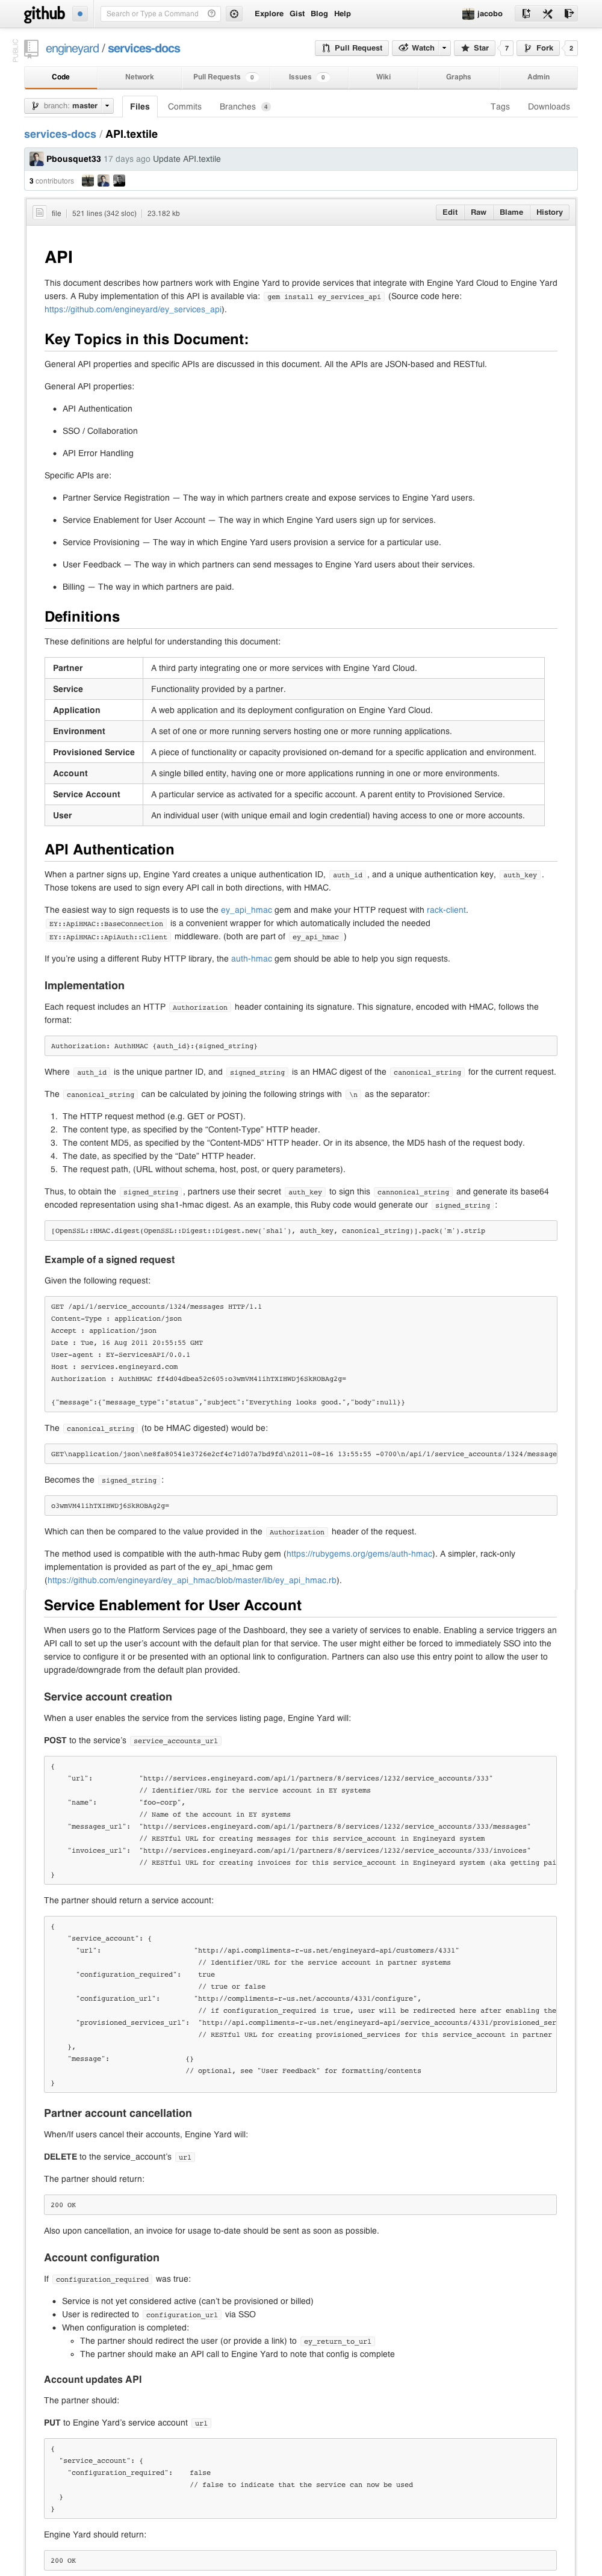 github
Search or Type a Command
Explore Gist Blog Help
jacobo
PUBLIC
engineyard / services-docs
Pull Request
Watch
Star 7
Fork 2
Code
Network
Pull Requests 0
Issues 0
Wiki
Graphs
Admin
branch: master
Files
Commits
Branches 4
Tags
Downloads
services-docs / API.textile
Pbousquet33 17 days ago Update API.textile
3 contributors
file 521 lines (342 sloc) 23.182 kb
Edit Raw Blame History
API
This document describes how partners work with Engine Yard to provide services that integrate with Engine Yard Cloud to Engine Yard
users. A Ruby implementation of this API is available via: gem install ey_services_api (Source code here:
https://github.com/engineyard/ey_services_api).
Key Topics in this Document:
General API properties and specific APIs are discussed in this document. All the APIs are JSON-based and RESTful.
General API properties:
• API Authentication
• SSO / Collaboration
• API Error Handling
Specific APIs are:
• Partner Service Registration — The way in which partners create and expose services to Engine Yard users.
• Service Enablement for User Account — The way in which Engine Yard users sign up for services.
• Service Provisioning — The way in which Engine Yard users provision a service for a particular use.
• User Feedback — The way in which partners can send messages to Engine Yard users about their services.
• Billing — The way in which partners are paid.
Definitions
These definitions are helpful for understanding this document:
Partner A third party integrating one or more services with Engine Yard Cloud.
Service Functionality provided by a partner.
Application A web application and its deployment configuration on Engine Yard Cloud.
Environment A set of one or more running servers hosting one or more running applications.
Provisioned Service A piece of functionality or capacity provisioned on-demand for a specific application and environment.
Account A single billed entity, having one or more applications running in one or more environments.
Service Account A particular service as activated for a specific account. A parent entity to Provisioned Service.
User An individual user (with unique email and login credential) having access to one or more accounts.
API Authentication
When a partner signs up, Engine Yard creates a unique authentication ID, auth_id, and a unique authentication key, auth_key.
Those tokens are used to sign every API call in both directions, with HMAC.
The easiest way to sign requests is to use the ey_api_hmac gem and make your HTTP request with rack-client.
EY::ApiHMAC::BaseConnection is a convenient wrapper for which automatically included the needed
EY::ApiHMAC::ApiAuth::Client middleware. (both are part of ey_api_hmac)
If you're using a different Ruby HTTP library, the auth-hmac gem should be able to help you sign requests.
Implementation
Each request includes an HTTP Authorization header containing its signature. This signature, encoded with HMAC, follows the
format:
Authorization: AuthHMAC {auth_id}:{signed_string}
Where auth_id is the unique partner ID, and signed_string is an HMAC digest of the canonical_string for the current request.
The canonical_string can be calculated by joining the following strings with \n as the separator:
1. The HTTP request method (e.g. GET or POST).
2. The content type, as specified by the “Content-Type” HTTP header.
3. The content MD5, as specified by the “Content-MD5” HTTP header. Or in its absence, the MD5 hash of the request body.
4. The date, as specified by the “Date” HTTP header.
5. The request path, (URL without schema, host, post, or query parameters).
Thus, to obtain the signed_string, partners use their secret auth_key to sign this cannonical_string and generate its base64
encoded representation using sha1-hmac digest. As an example, this Ruby code would generate our signed_string:
[OpenSSL::HMAC.digest(OpenSSL::Digest::Digest.new('sha1'), auth_key, canonical_string)].pack('m').strip
Example of a signed request
Given the following request:
GET /api/1/service_accounts/1324/messages HTTP/1.1
Content-Type : application/json
Accept : application/json
Date : Tue, 16 Aug 2011 20:55:55 GMT
User-agent : EY-ServicesAPI/0.0.1
Host : services.engineyard.com
Authorization : AuthHMAC ff4d04dbea52c605:o3wmVM41ihTXIHWDj6SkROBAg2g=
{"message":{"message_type":"status","subject":"Everything looks good.","body":null}}
The canonical_string (to be HMAC digested) would be:
GET\napplication/json\ne8fa80541e3726e2cf4c71d07a7bd9fd\n2011-08-16 13:55:55 -0700\n/api/1/service_accounts/1324/message
Becomes the signed_string:
o3wmVM41ihTXIHWDj6SkROBAg2g=
Which can then be compared to the value provided in the Authorization header of the request.
The method used is compatible with the auth-hmac Ruby gem (https://rubygems.org/gems/auth-hmac). A simpler, rack-only
implementation is provided as part of the ey_api_hmac gem
(https://github.com/engineyard/ey_api_hmac/blob/master/lib/ey_api_hmac.rb).
Service Enablement for User Account
When users go to the Platform Services page of the Dashboard, they see a variety of services to enable. Enabling a service triggers an
API call to set up the user's account with the default plan for that service. The user might either be forced to immediately SSO into the
service to configure it or be presented with an optional link to configuration. Partners can also use this entry point to allow the user to
upgrade/downgrade from the default plan provided.
Service account creation
When a user enables the service from the services listing page, Engine Yard will:
POST to the service's service_accounts_url
{
"url": "http://services.engineyard.com/api/1/partners/8/services/1232/service_accounts/333"
// Identifier/URL for the service account in EY systems
"name": "foo-corp",
// Name of the account in EY systems
"messages_url": "http://services.engineyard.com/api/1/partners/8/services/1232/service_accounts/333/messages"
// RESTful URL for creating messages for this service_account in Engineyard system
"invoices_url": "http://services.engineyard.com/api/1/partners/8/services/1232/service_accounts/333/invoices"
// RESTful URL for creating invoices for this service_account in Engineyard system (aka getting pai
}
The partner should return a service account:
{
"service_account": {
"url": "http://api.compliments-r-us.net/engineyard-api/customers/4331"
// Identifier/URL for the service account in partner systems
"configuration_required": true
// true or false
"configuration_url": "http://compliments-r-us.net/accounts/4331/configure",
// if configuration_required is true, user will be redirected here after enabling the
"provisioned_services_url": "http://api.compliments-r-us.net/engineyard-api/service_accounts/4331/provisioned_ser
// RESTful URL for creating provisioned_services for this service_account in partner
},
"message": {}
// optional, see "User Feedback" for formatting/contents
}
Partner account cancellation
When/If users cancel their accounts, Engine Yard will:
DELETE to the service_account's url
The partner should return:
200 OK
Also upon cancellation, an invoice for usage to-date should be sent as soon as possible.
Account configuration
If configuration_required was true:
• Service is not yet considered active (can't be provisioned or billed)
• User is redirected to configuration_url via SSO
• When configuration is completed:
◦ The partner should redirect the user (or provide a link) to ey_return_to_url
◦ The partner should make an API call to Engine Yard to note that config is complete
Account updates API
The partner should:
PUT to Engine Yard's service account url
{
"service_account": {
"configuration_required": false
// false to indicate that the service can now be used
}
}
Engine Yard should return:
200 OK